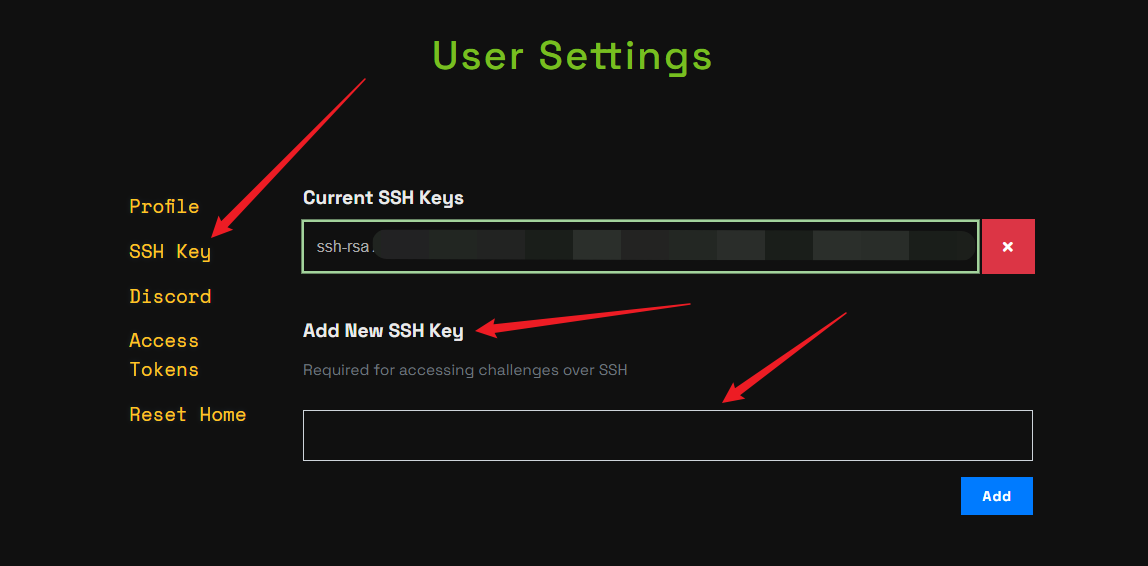 User Settings
Profile
SSH Key
Discord
Access
Tokens
Reset Home
Current SSH Keys
ssh-rsa
Add New SSH Key
Required for accessing challenges over SSH
Add